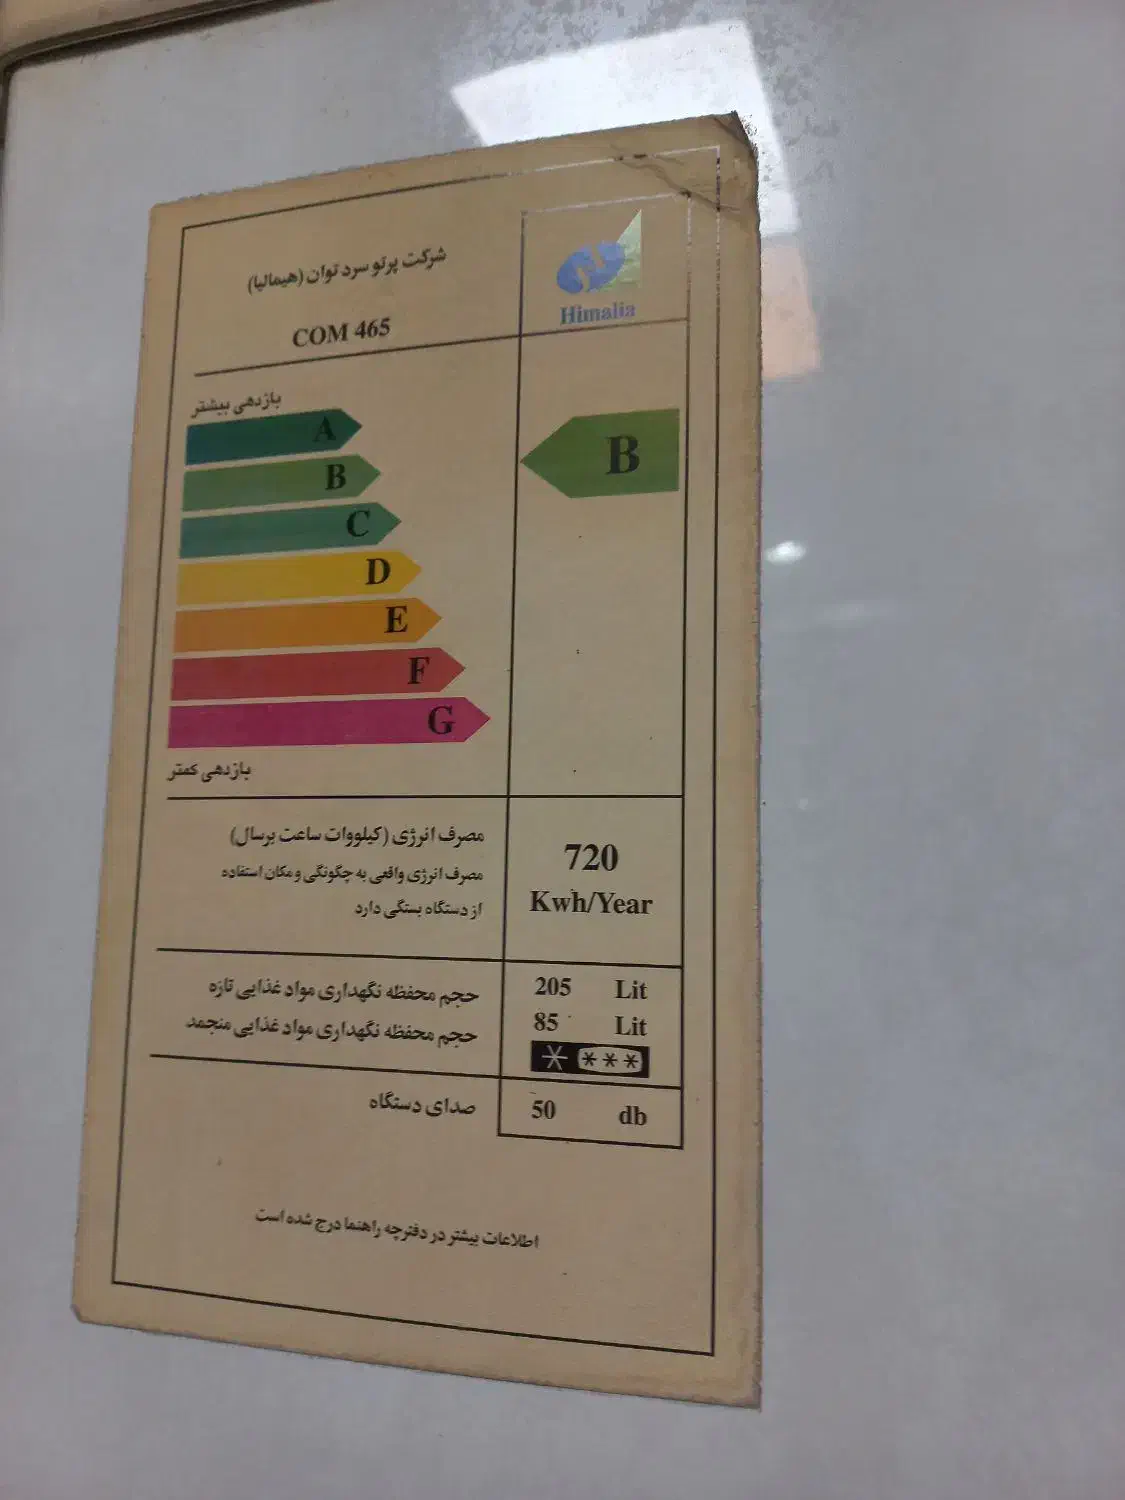 شرکت پرتو سرد توان (هیمالیا)
COM 465
Himalia
بازدهی بیشتر
A
B
C
D
E
F
G
B
بازدهی کمتر
مصرف انرژی (کیلووات ساعت برسال)
مصرف انرژی واقعی به چگونگی و مکان استفاده
از دستگاه بستگی دارد
720
Kwh/Year
حجم محفظه نگهداری مواد غذایی تازه
205 Lit
حجم محفظه نگهداری مواد غذایی منجمد
85 Lit
* ***
صدای دستگاه
50 db
اطلاعات بیشتر در دفترچه راهنما درج شده است